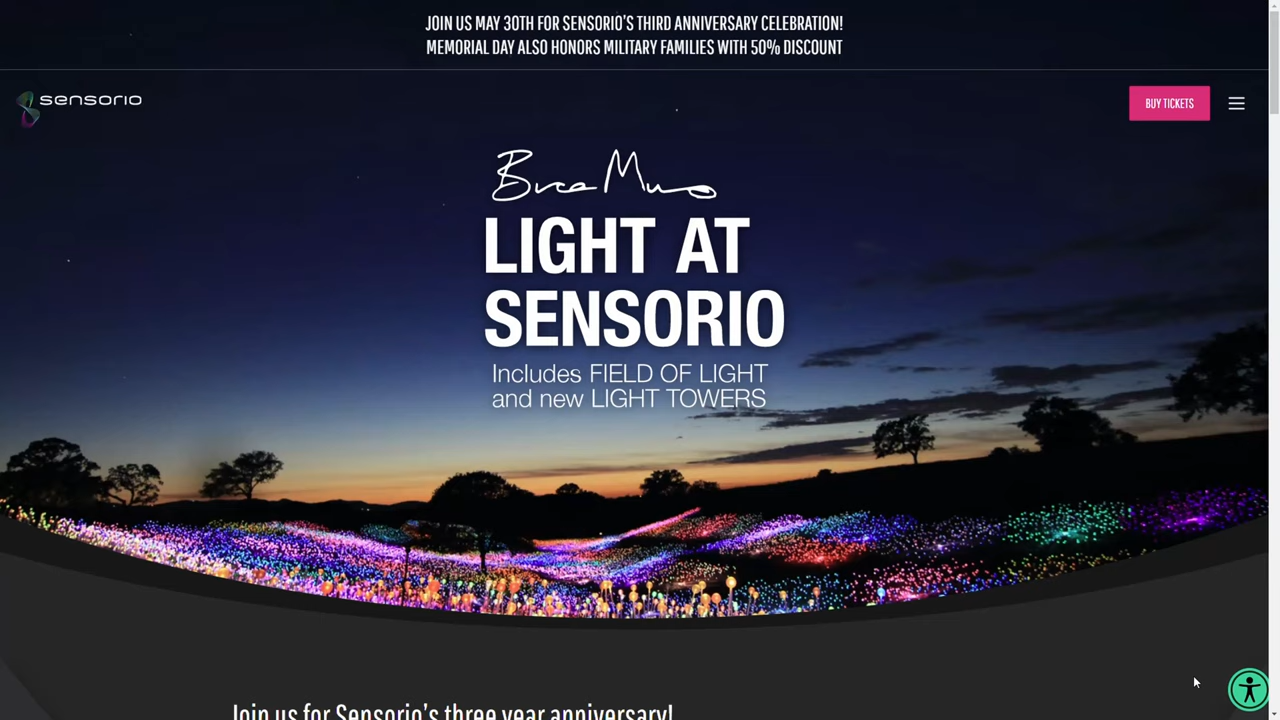 JOIN US MAY 30TH FOR SENSORIO'S THIRD ANNIVERSARY CELEBRATION!
MEMORIAL DAY ALSO HONORS MILITARY FAMILIES WITH 50% DISCOUNT
sensorio
BUY TICKETS
Bruce Munro
LIGHT AT
SENSORIO
Includes FIELD OF LIGHT
and new LIGHT TOWERS
Join us for Sensorio's three year anniversary!